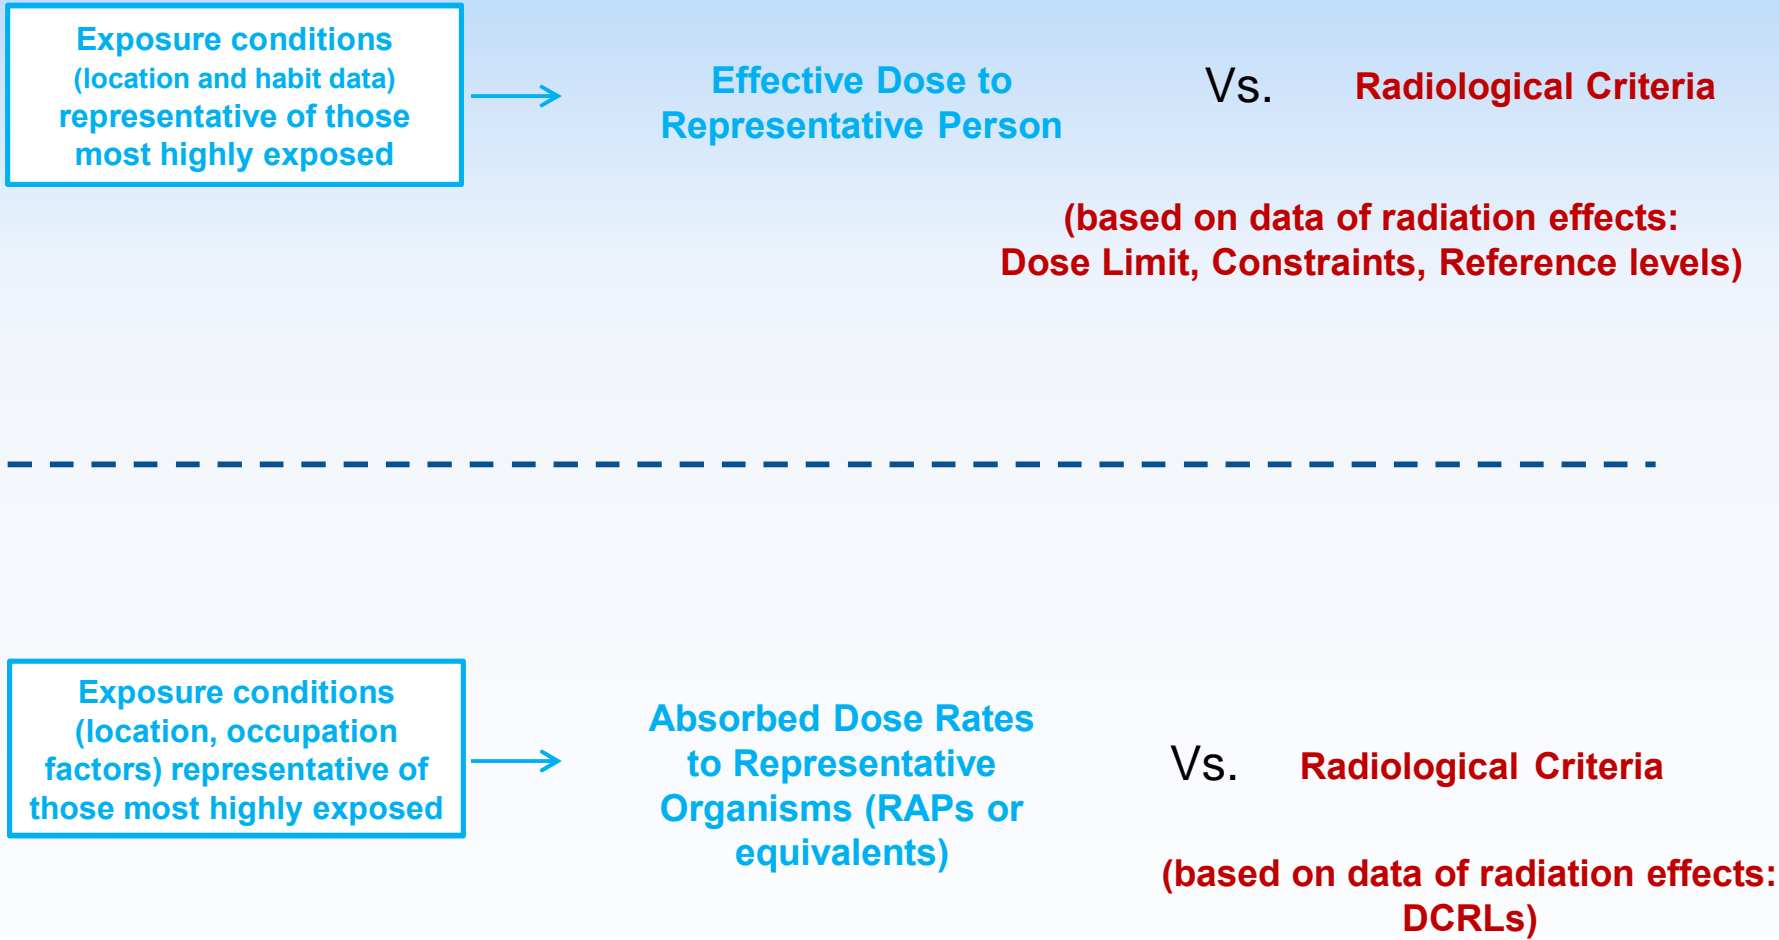 Exposure conditions
(location and habit data)
representative of those
most highly exposed
Effective Dose to
Representative Person
Vs.
Radiological Criteria
(based on data of radiation effects:
Dose Limit, Constraints, Reference levels)
Exposure conditions
(location, occupation
factors) representative of
those most highly exposed
Absorbed Dose Rates
to Representative
Organisms (RAPs or
equivalents)
Vs.
Radiological Criteria
(based on data of radiation effects:
DCRLs)